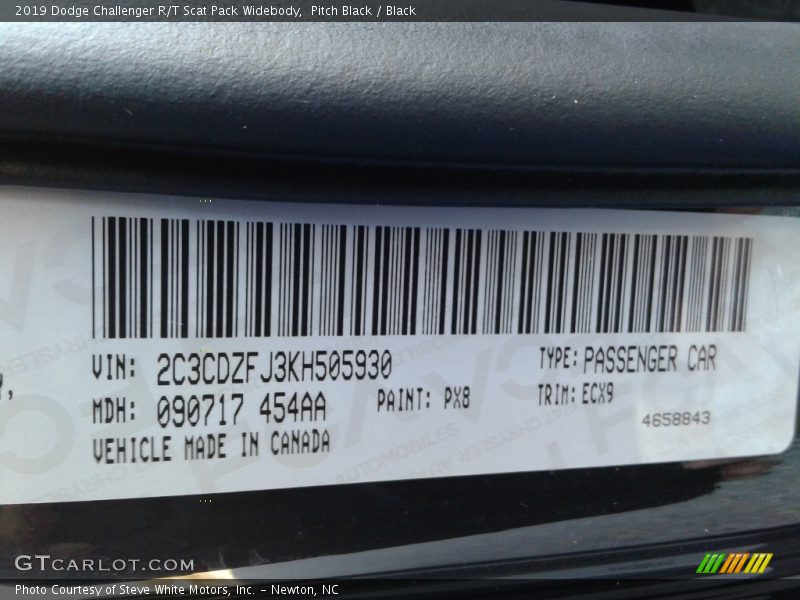 2019 Dodge Challenger R/T Scat Pack Widebody,  Pitch Black / Black
VIN: 2C3CDZFJ3KH505930
TYPE: PASSENGER CAR
MDH: 090717 454AA
PAINT: PX8
TRIM: ECX9
VEHICLE MADE IN CANADA
4658843
GTCARLOT.COM
Photo Courtesy of Steve White Motors, Inc. – Newton, NC